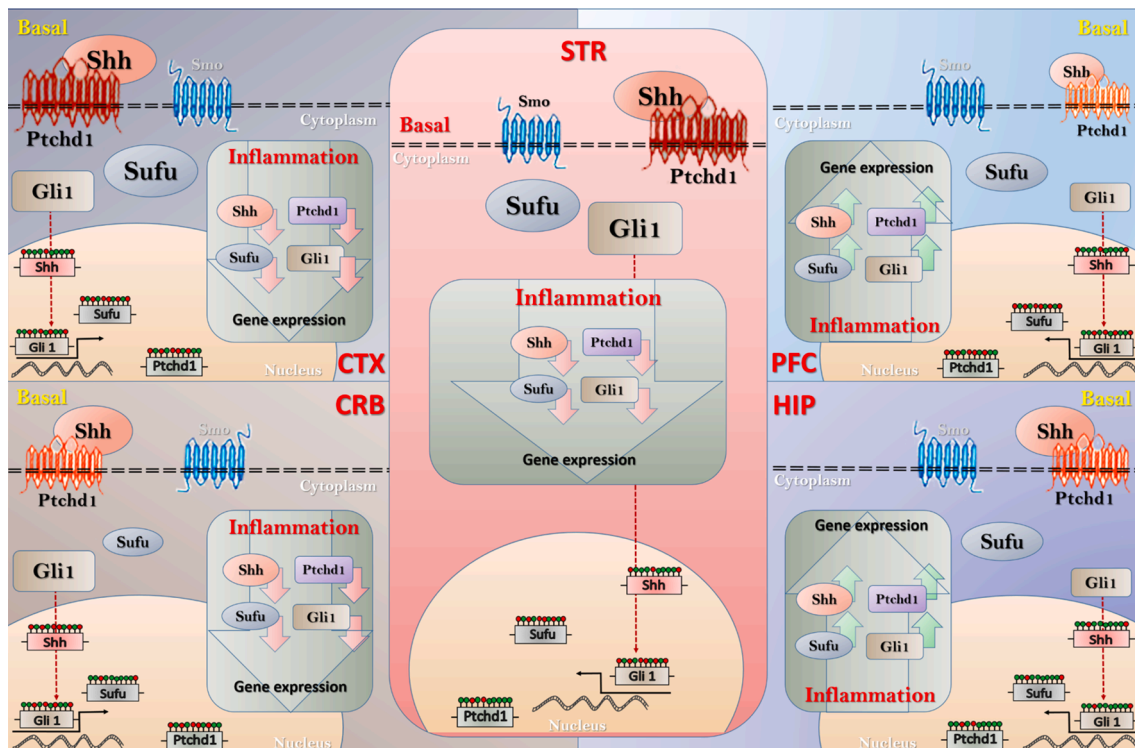 Basal
Shh
Smo
Cytoplasm
Ptchd1
Sufu
Gli1
Inflammation
Shh
Ptchd1
Sufu
Gli1
Gene expression
Shh
Sufu
Gli 1
Ptchd1
Nucleus
CTX
STR
Basal
Smo
Shh
Cytoplasm
Ptchd1
Sufu
Gli1
Inflammation
Shh
Ptchd1
Sufu
Gli1
Gene expression
Shh
Sufu
Gli 1
Ptchd1
Nucleus
Basal
Smo
Shh
Cytoplasm
Ptchd1
Gene expression
Sufu
Shh
Ptchd1
Gli1
Sufu
Gli1
Shh
Inflammation
Sufu
Gli 1
Ptchd1
Nucleus
PFC
Basal
CRB
Shh
Smo
Cytoplasm
Ptchd1
Sufu
Gli1
Inflammation
Shh
Ptchd1
Sufu
Gli1
Gene expression
Shh
Sufu
Gli 1
Ptchd1
Nucleus
HIP
Basal
Smo
Shh
Cytoplasm
Ptchd1
Gene expression
Sufu
Shh
Ptchd1
Gli1
Sufu
Gli1
Shh
Inflammation
Sufu
Gli 1
Ptchd1
Nucleus